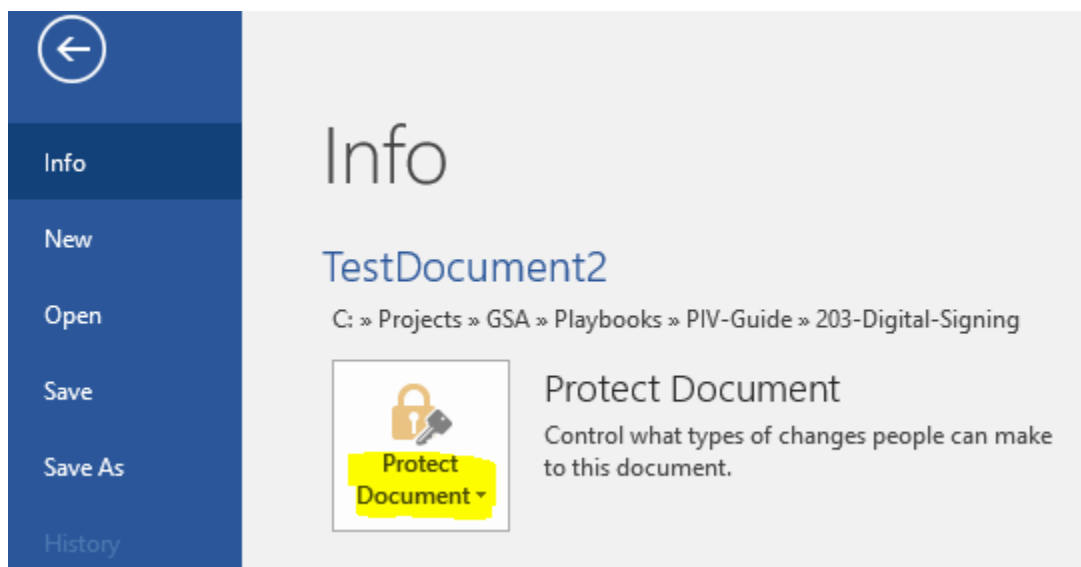 Info
New
Open
Save
Save As
History
Info
TestDocument2
C: » Projects » GSA » Playbooks » PIV-Guide » 203-Digital-Signing
Protect
Document
Protect Document
Control what types of changes people can make
to this document.